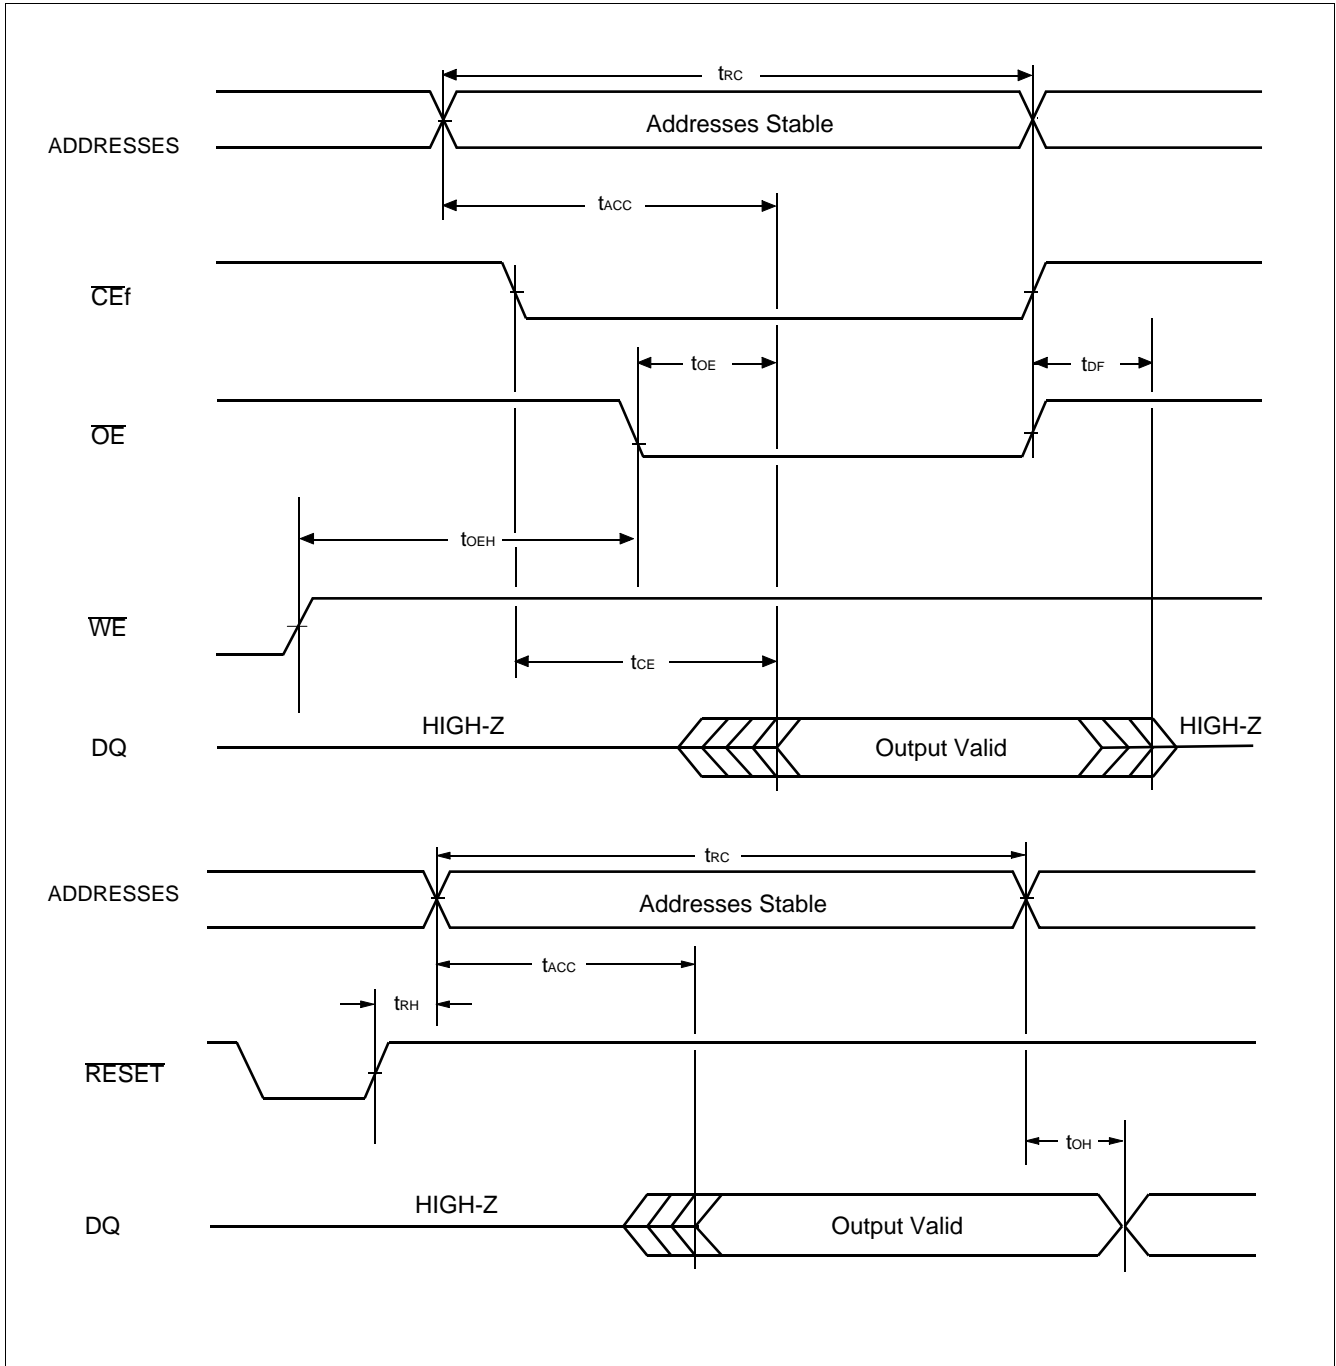 tRC
Addresses Stable
ADDRESSES
tACC
CEf
tOE
tDF
OE
tOEH
WE
tCE
HIGH-Z
HIGH-Z
DQ
Output Valid
tRC
ADDRESSES
Addresses Stable
tACC
tRH
RESET
tOH
HIGH-Z
DQ
Output Valid